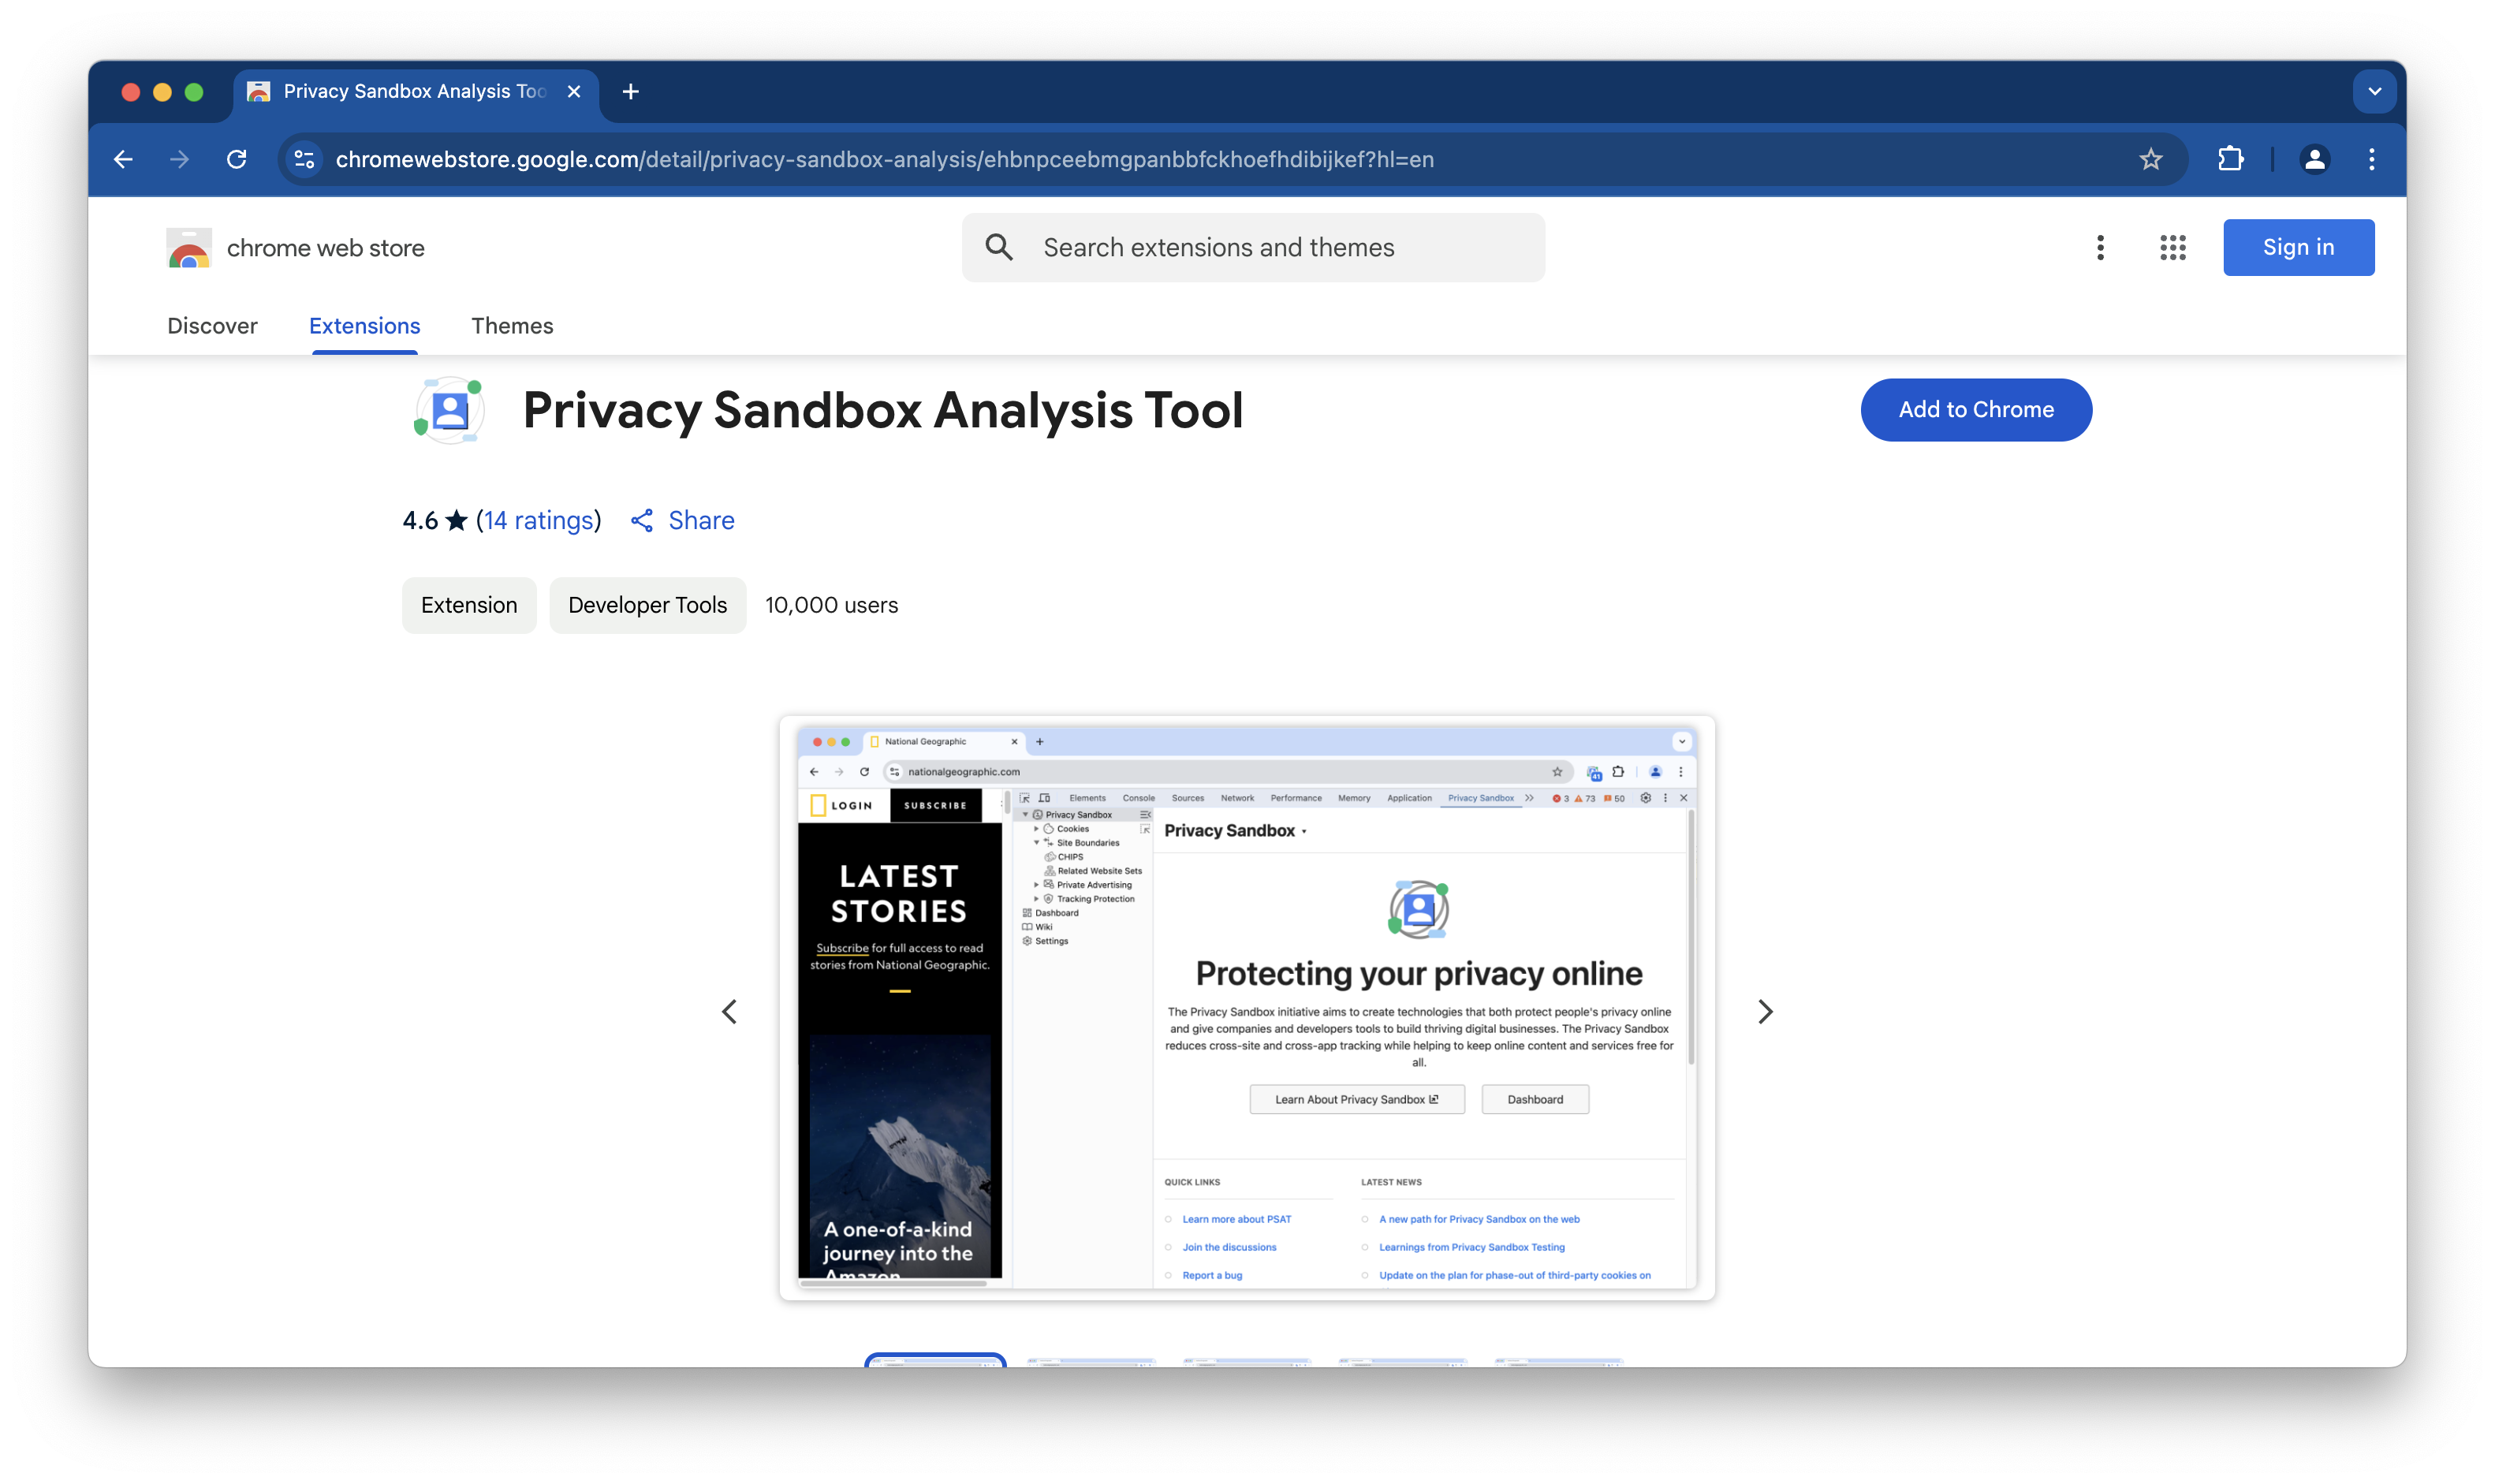 Privacy Sandbox Analysis Too
chromewebstore.google.com/detail/privacy-sandbox-analysis/ehbnpceebmgpanbbfckhoefhdibijkef?hl=en
chrome web store
Search extensions and themes
Sign in
Discover
Extensions
Themes
Privacy Sandbox Analysis Tool
Add to Chrome
4.6 ★ (14 ratings)
Share
Extension
Developer Tools
10,000 users
National Geographic
nationalgeographic.com
41
LOGIN
SUBSCRIBE
Elements
Console
Sources
Network
Performance
Memory
Application
Privacy Sandbox
3
73
50
LATEST
STORIES
Subscribe for full access to read
stories from National Geographic.
A one-of-a-kind
journey into the
Amazon
Privacy Sandbox
Cookies
Site Boundaries
CHIPS
Related Website Sets
Private Advertising
Tracking Protection
Dashboard
Wiki
Settings
Privacy Sandbox
Protecting your privacy online
The Privacy Sandbox initiative aims to create technologies that both protect people's privacy online
and give companies and developers tools to build thriving digital businesses. The Privacy Sandbox
reduces cross-site and cross-app tracking while helping to keep online content and services free for
all.
Learn About Privacy Sandbox
Dashboard
QUICK LINKS
Learn more about PSAT
Join the discussions
Report a bug
LATEST NEWS
A new path for Privacy Sandbox on the web
Learnings from Privacy Sandbox Testing
Update on the plan for phase-out of third-party cookies on